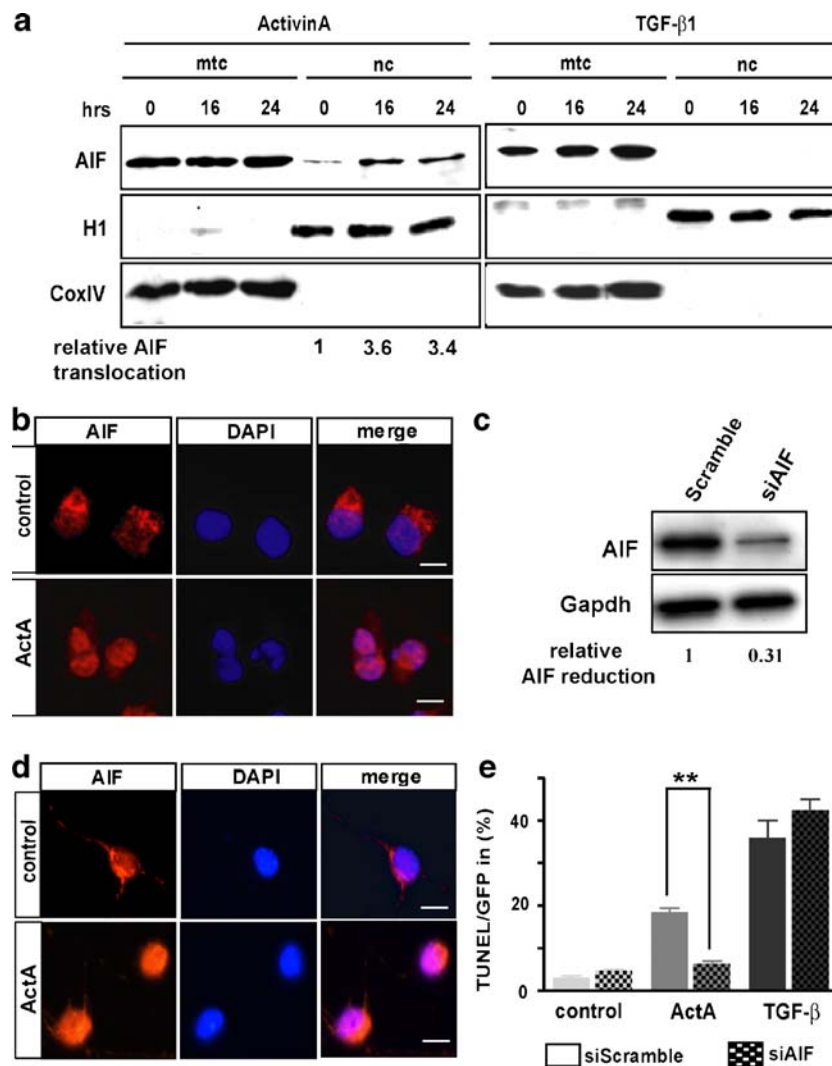 a
ActivinA TGF-β1
mtc nc mtc nc
hrs 0 16 24 0 16 24 0 16 24 0 16 24
AIF
H1
CoxIV
relative AIF translocation 1 3.6 3.4
b
AIF DAPI merge
control
ActA
c
Scramble siAIF
AIF
Gapdh
relative AIF reduction 1 0.31
d
AIF DAPI merge
control
ActA
e
**
TUNEL/GFP in (%)
40
20
0
control ActA TGF-β
siScramble siAIF